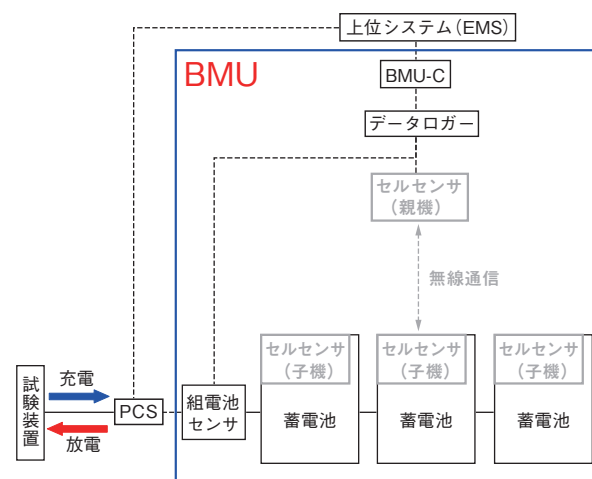 上位システム(EMS)
BMU
BMU-C
データロガー
セルセンサ
(親機)
無線通信
セルセンサ
(子機)
セルセンサ
(子機)
セルセンサ
(子機)
試験装置
充電
放電
PCS
組電池
センサ
蓄電池
蓄電池
蓄電池